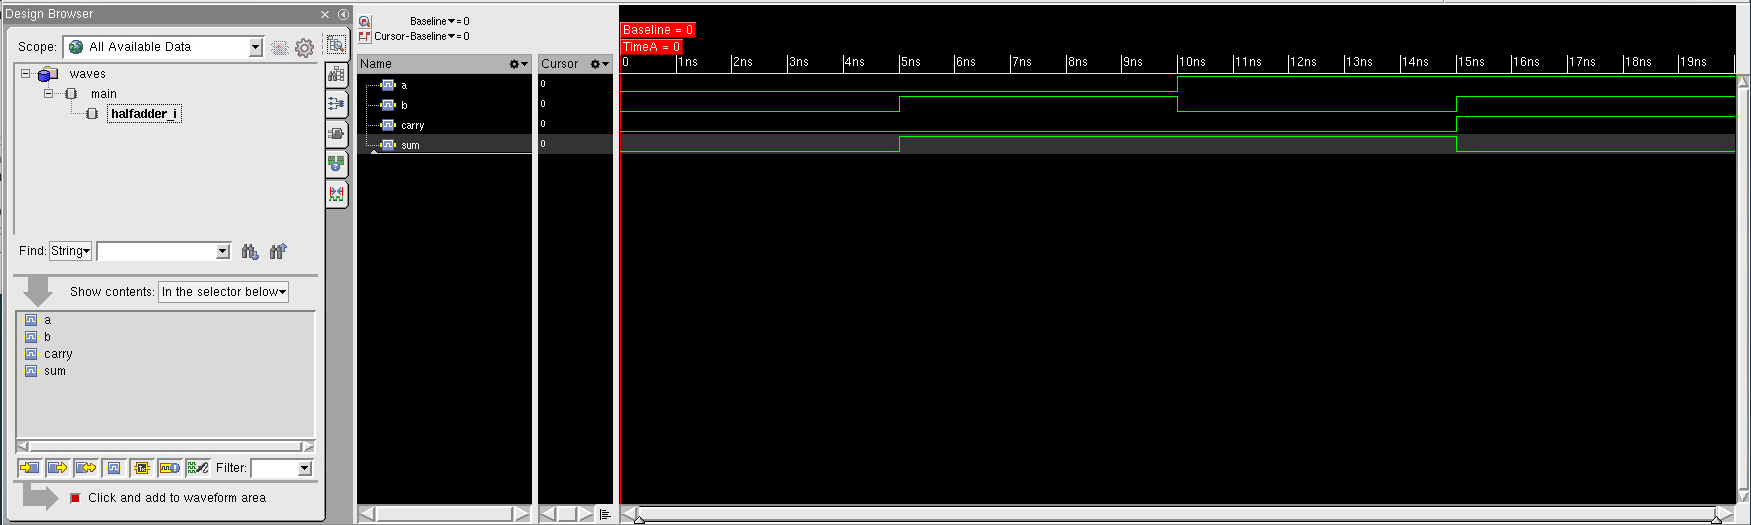 Design Browser
Scope: All Available Data
waves
main
halfadder_i
Find: String
Show contents: In the selector below
a
b
carry
sum
Filter:
Click and add to waveform area
Baseline = 0
Cursor-Baseline = 0
Name
Cursor
a 0
b 0
carry 0
sum 0
Baseline = 0
TimeA = 0
0 1ns 2ns 3ns 4ns 5ns 6ns 7ns 8ns 9ns 10ns 11ns 12ns 13ns 14ns 15ns 16ns 17ns 18ns 19ns